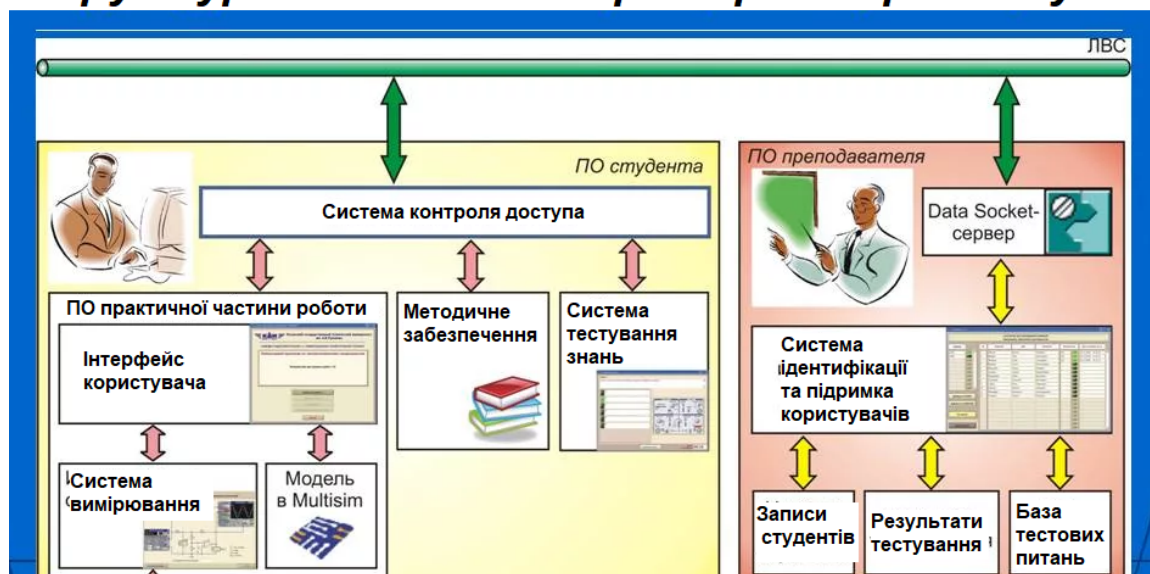 ЛВС
ПО студента
Система контроля доступа
ПО практичної частини роботи
Інтерфейс
користувача
Методичне
забезпечення
Система
тестування
знань
Система
вимірювання
Модель
в Multisim
ПО преподавателя
Data Socket-
сервер
Система
ідентифікації
та підримка
користувачів
Записи
студентів
Результати
тестування
База
тестових
питань